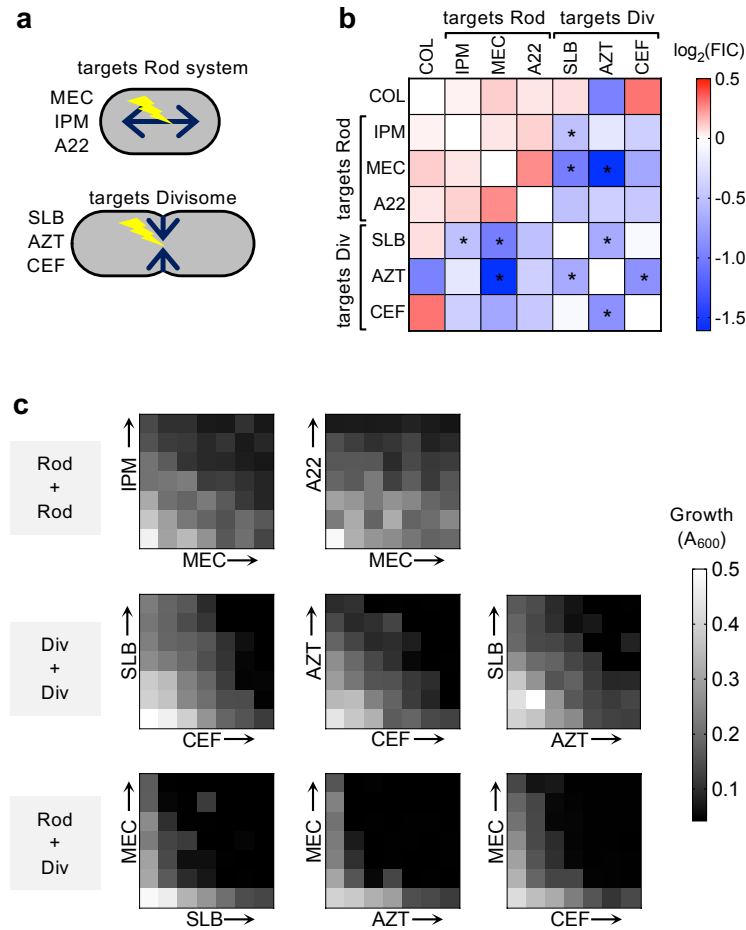 a
targets Rod system
MEC
IPM
A22
targets Divisome
SLB
AZT
CEF
b
targets Rod targets Div
COL IPM MEC A22 SLB AZT CEF
log₂(FIC)
targets Rod
targets Div
COL
IPM *
MEC * *
A22
SLB * * *
AZT * * *
CEF *
0.5
0
-0.5
-1.0
-1.5
c
Rod
+
Rod
IPM
MEC
A22
MEC
Div
+
Div
SLB
CEF
AZT
CEF
SLB
AZT
Rod
+
Div
MEC
SLB
MEC
AZT
MEC
CEF
Growth
(A₆₀₀)
0.5
0.4
0.3
0.2
0.1